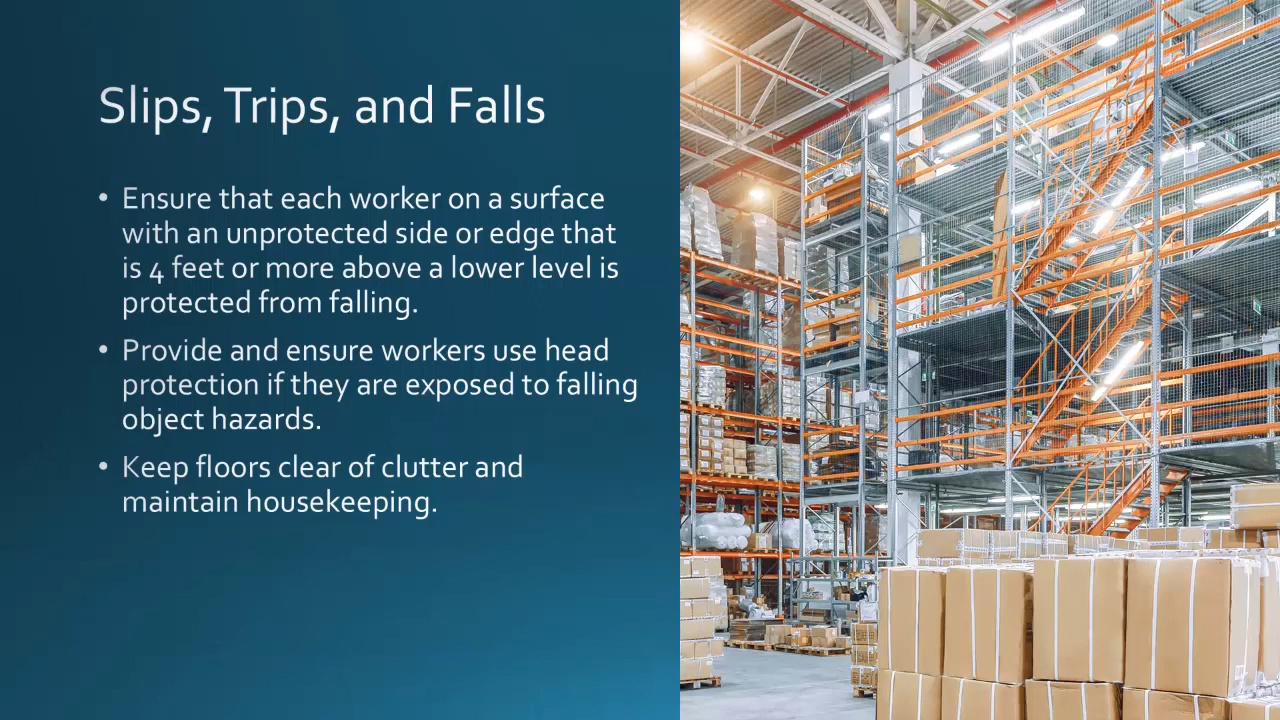 Slips, Trips, and Falls
• Ensure that each worker on a surface
with an unprotected side or edge that
is 4 feet or more above a lower level is
protected from falling.
• Provide and ensure workers use head
protection if they are exposed to falling
object hazards.
• Keep floors clear of clutter and
maintain housekeeping.